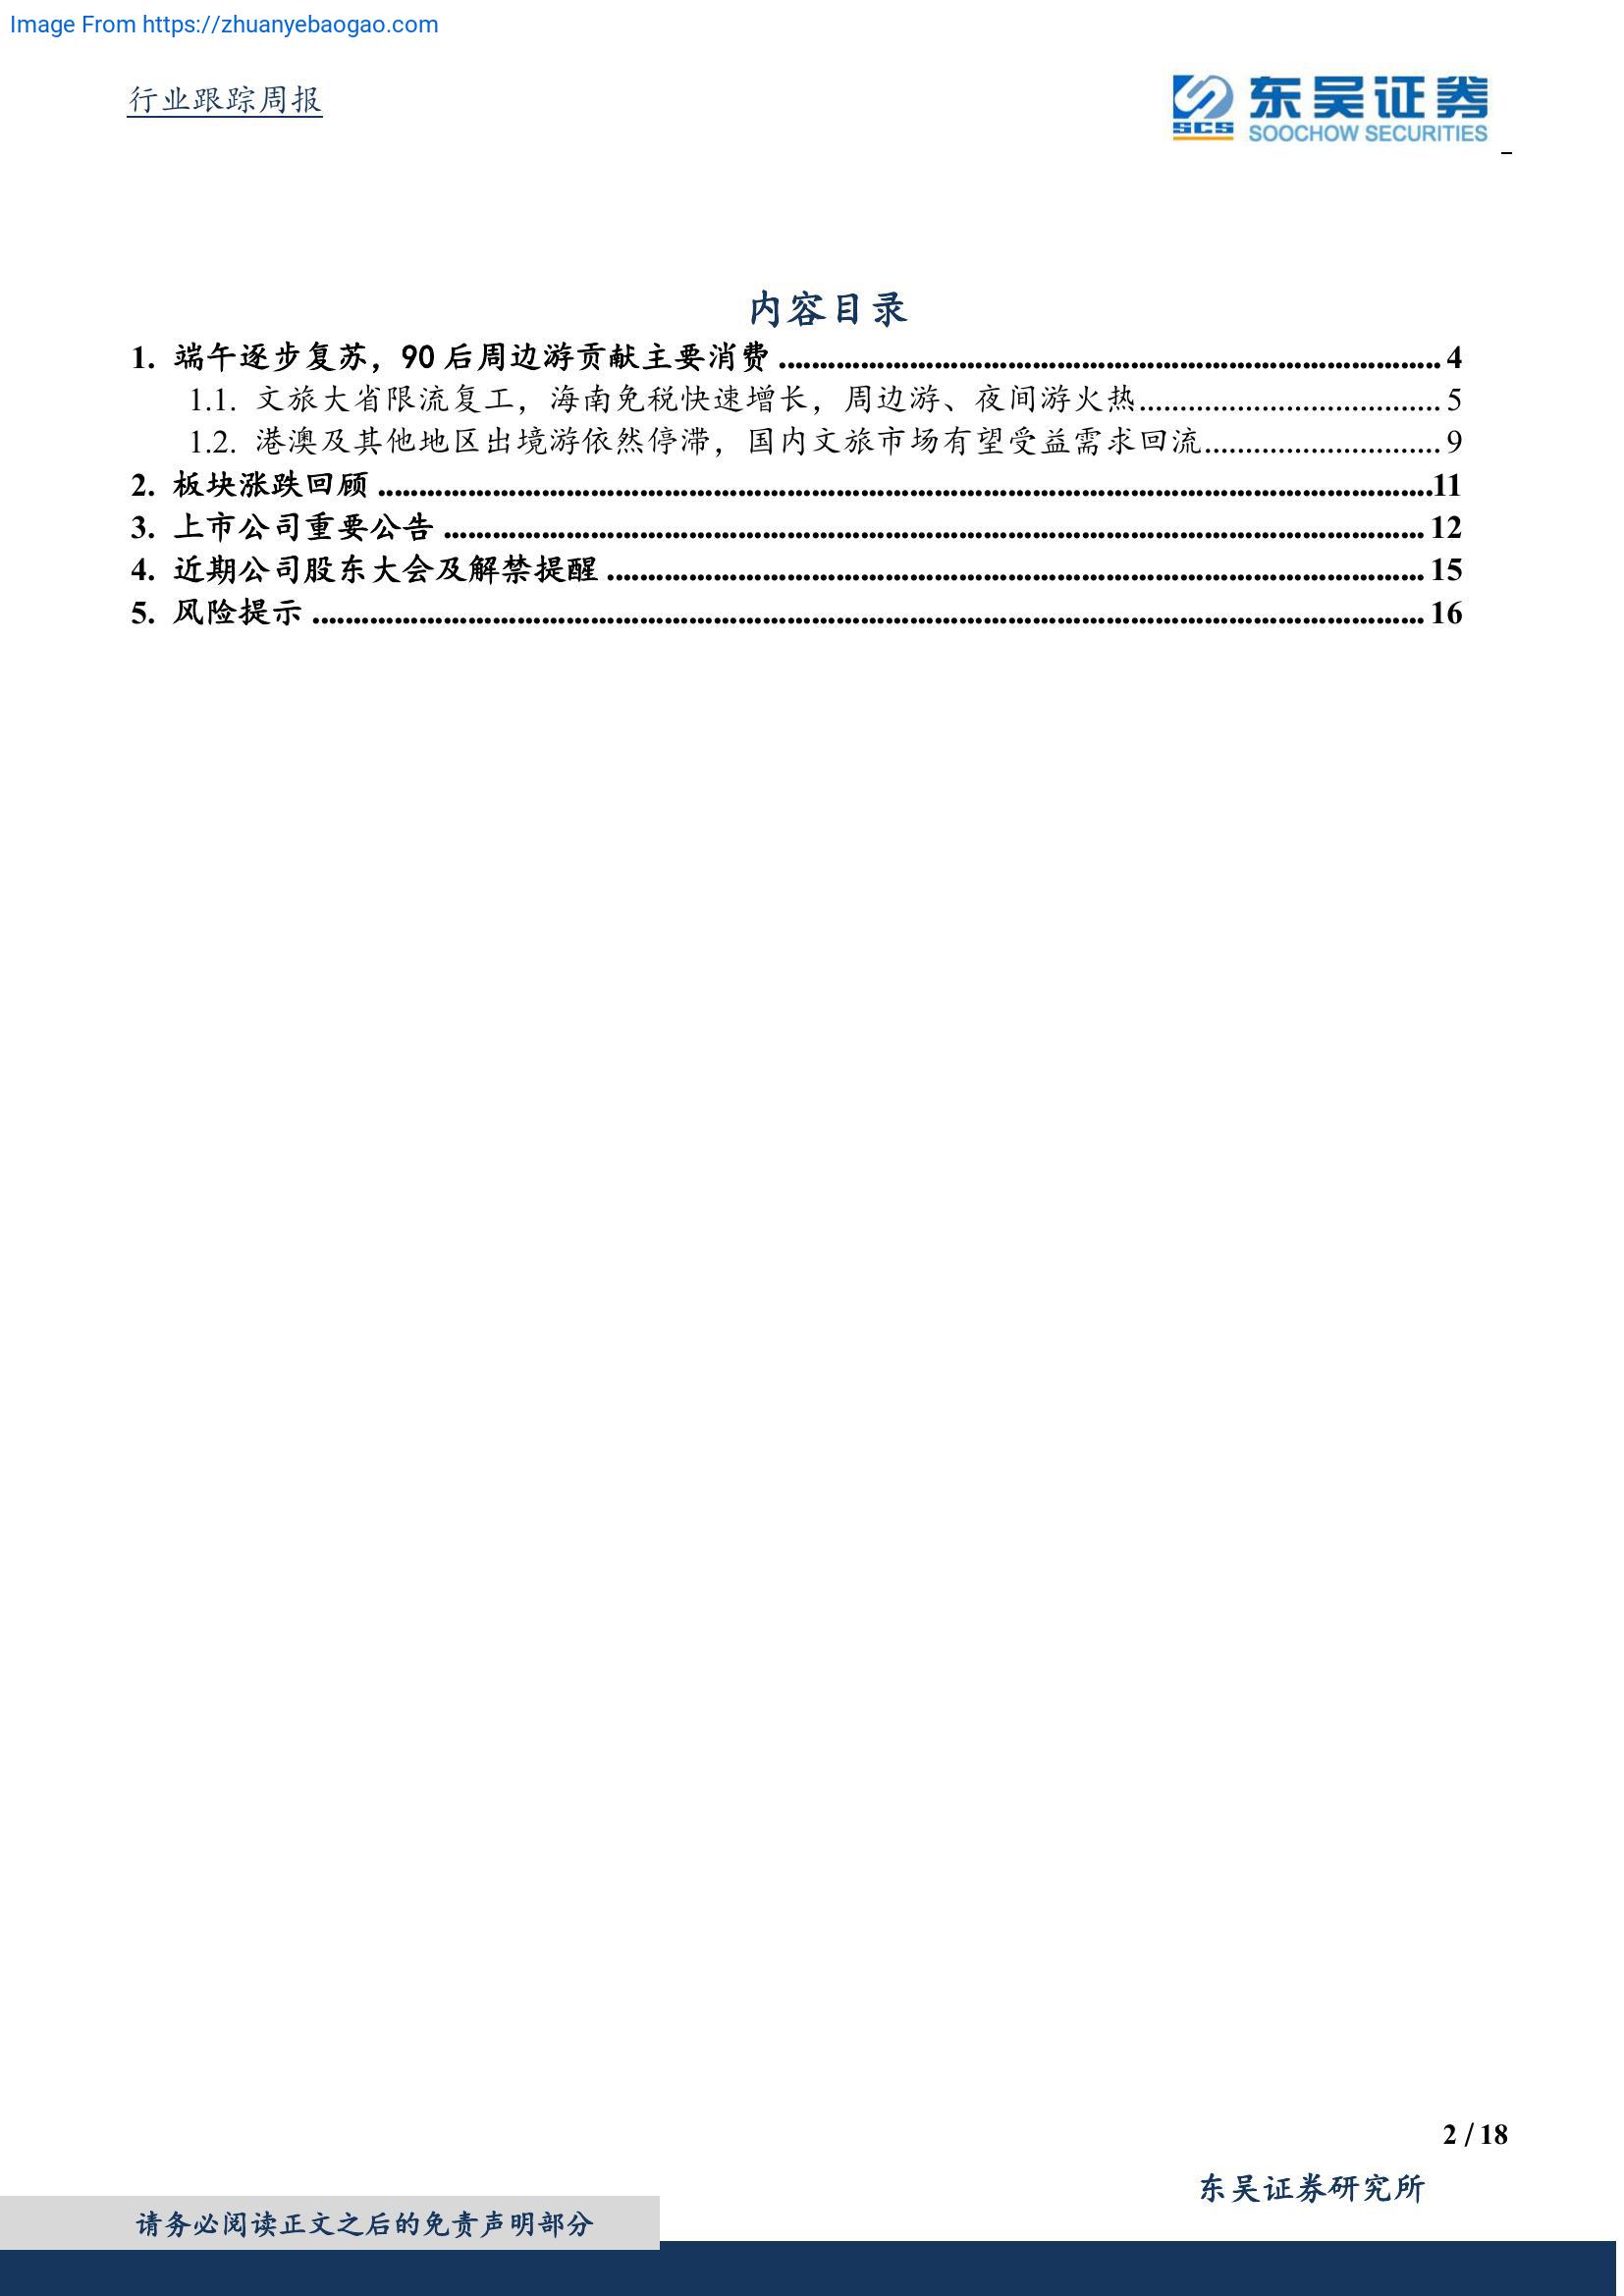 Image From https://zhuanyebaogao.com
行业跟踪周报
东吴证券
SCS
SOOCHOW SECURITIES
内容目录
1. 端午逐步复苏，90 后周边游贡献主要消费 ................................................................................ 4
1.1. 文旅大省限流复工，海南免税快速增长，周边游、夜间游火热..................................... 5
1.2. 港澳及其他地区出境游依然停滞，国内文旅市场有望受益需求回流............................. 9
2. 板块涨跌回顾 ................................................................................................................................11
3. 上市公司重要公告 ....................................................................................................................... 12
4. 近期公司股东大会及解禁提醒 ................................................................................................... 15
5. 风险提示 ....................................................................................................................................... 16
2 / 18
东吴证券研究所
请务必阅读正文之后的免责声明部分